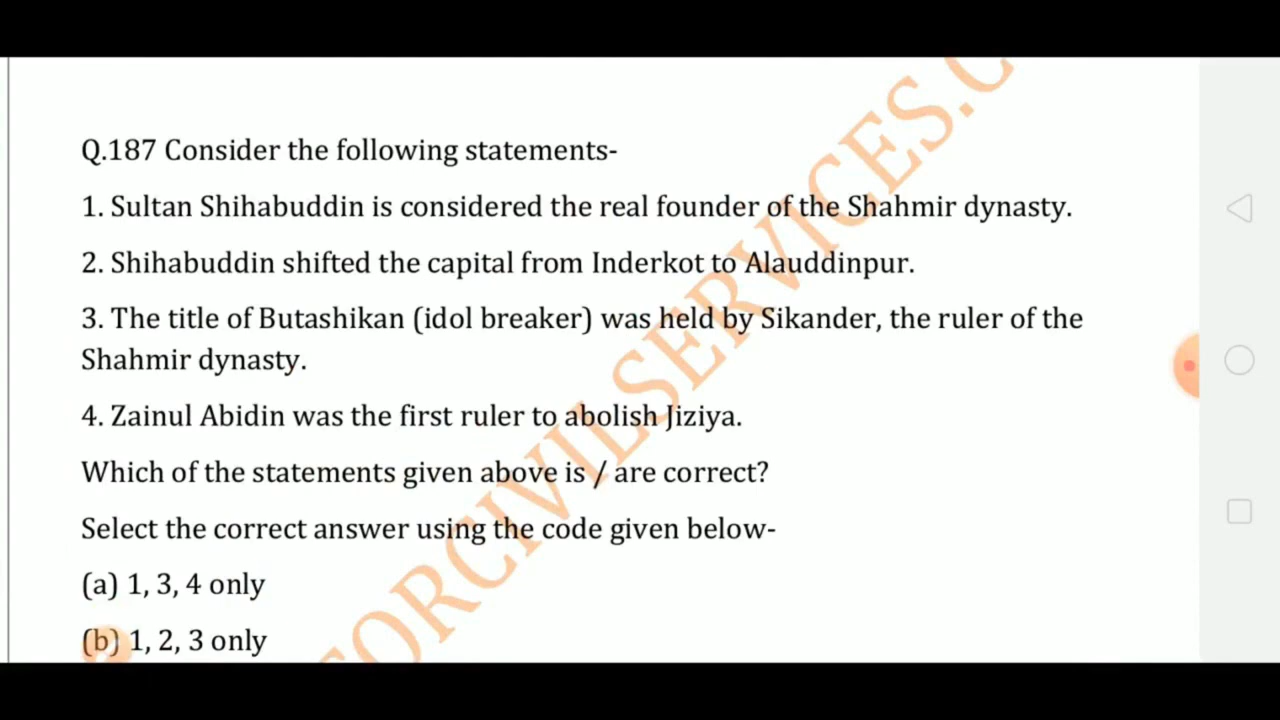 Q.187 Consider the following statements-
1. Sultan Shihabuddin is considered the real founder of the Shahmir dynasty.
2. Shihabuddin shifted the capital from Inderkot to Alauddinpur.
3. The title of Butashikan (idol breaker) was held by Sikander, the ruler of the
Shahmir dynasty.
4. Zainul Abidin was the first ruler to abolish Jiziya.
Which of the statements given above is / are correct?
Select the correct answer using the code given below-
(a) 1, 3, 4 only
(b) 1, 2, 3 only
FORCIVILSERVICES.C